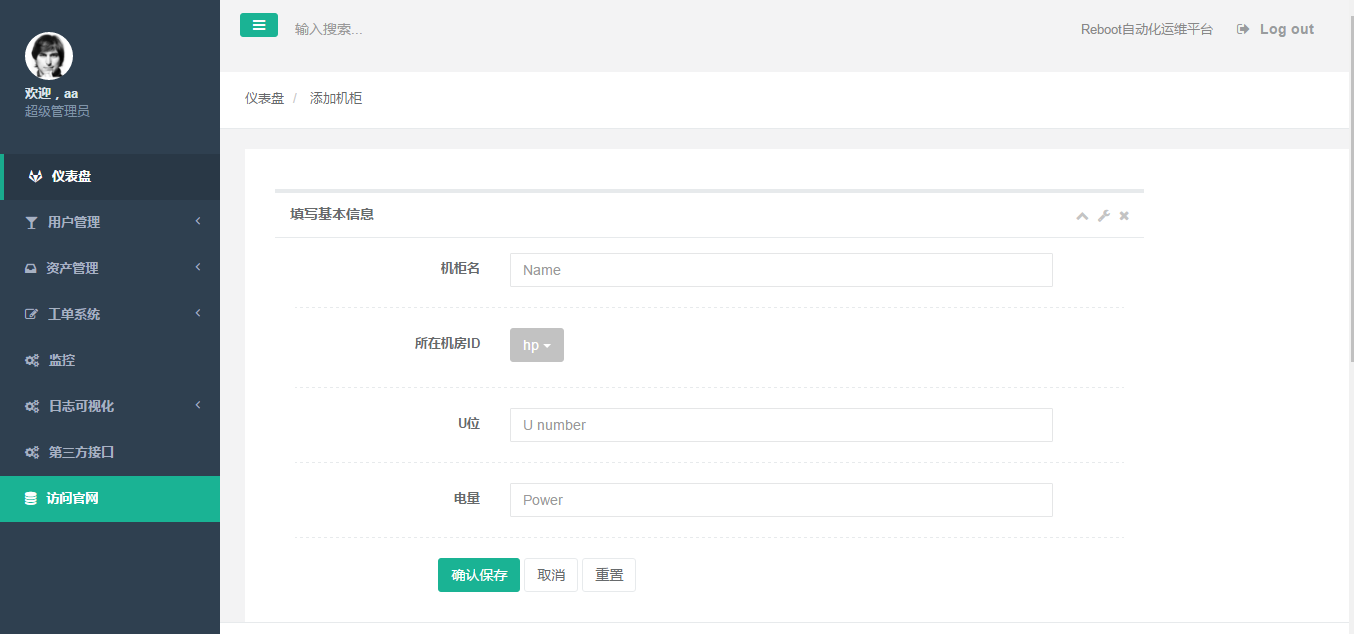 输入搜索...
Reboot自动化运维平台
Log out
欢迎，aa
超级管理员
仪表盘
用户管理
资产管理
工单系统
监控
日志可视化
第三方接口
访问官网
仪表盘 / 添加机柜
填写基本信息
机柜名
Name
所在机房ID
hp
U位
U number
电量
Power
确认保存
取消
重置